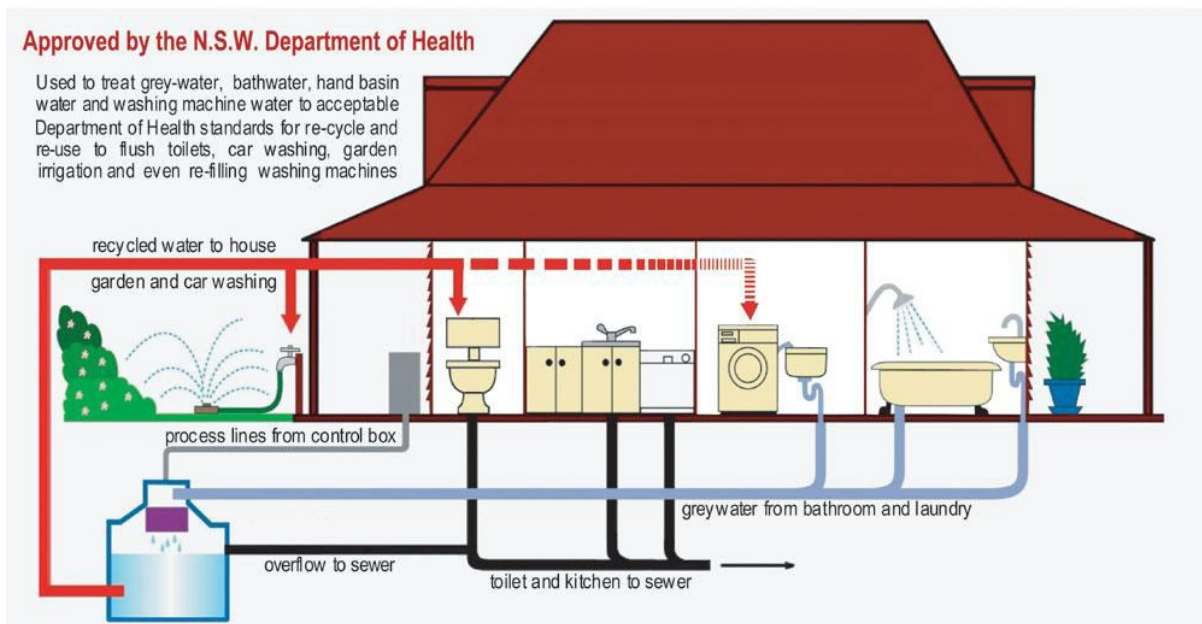 Approved by the N.S.W. Department of Health
Used to treat grey-water, bathwater, hand basin
water and washing machine water to acceptable
Department of Health standards for re-cycle and
re-use to flush toilets, car washing, garden
irrigation and even re-filling washing machines
recycled water to house
garden and car washing
process lines from control box
greywater from bathroom and laundry
overflow to sewer
toilet and kitchen to sewer